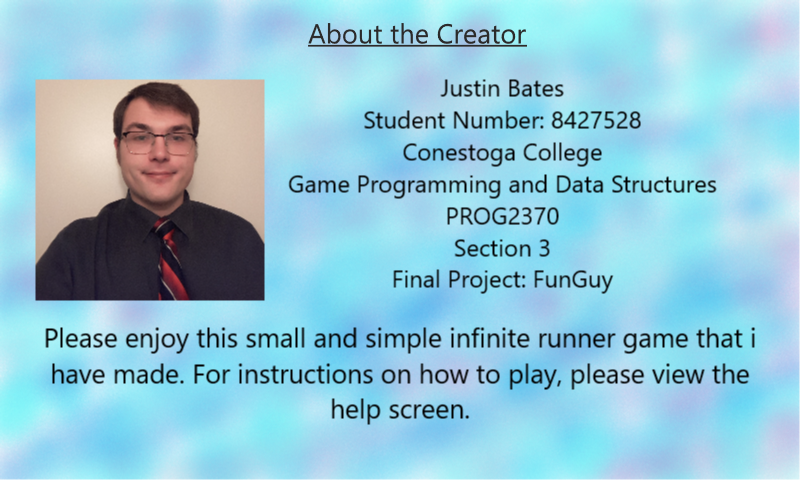 About the Creator
Justin Bates
Student Number: 8427528
Conestoga College
Game Programming and Data Structures
PROG2370
Section 3
Final Project: FunGuy
Please enjoy this small and simple infinite runner game that i
have made. For instructions on how to play, please view the
help screen.